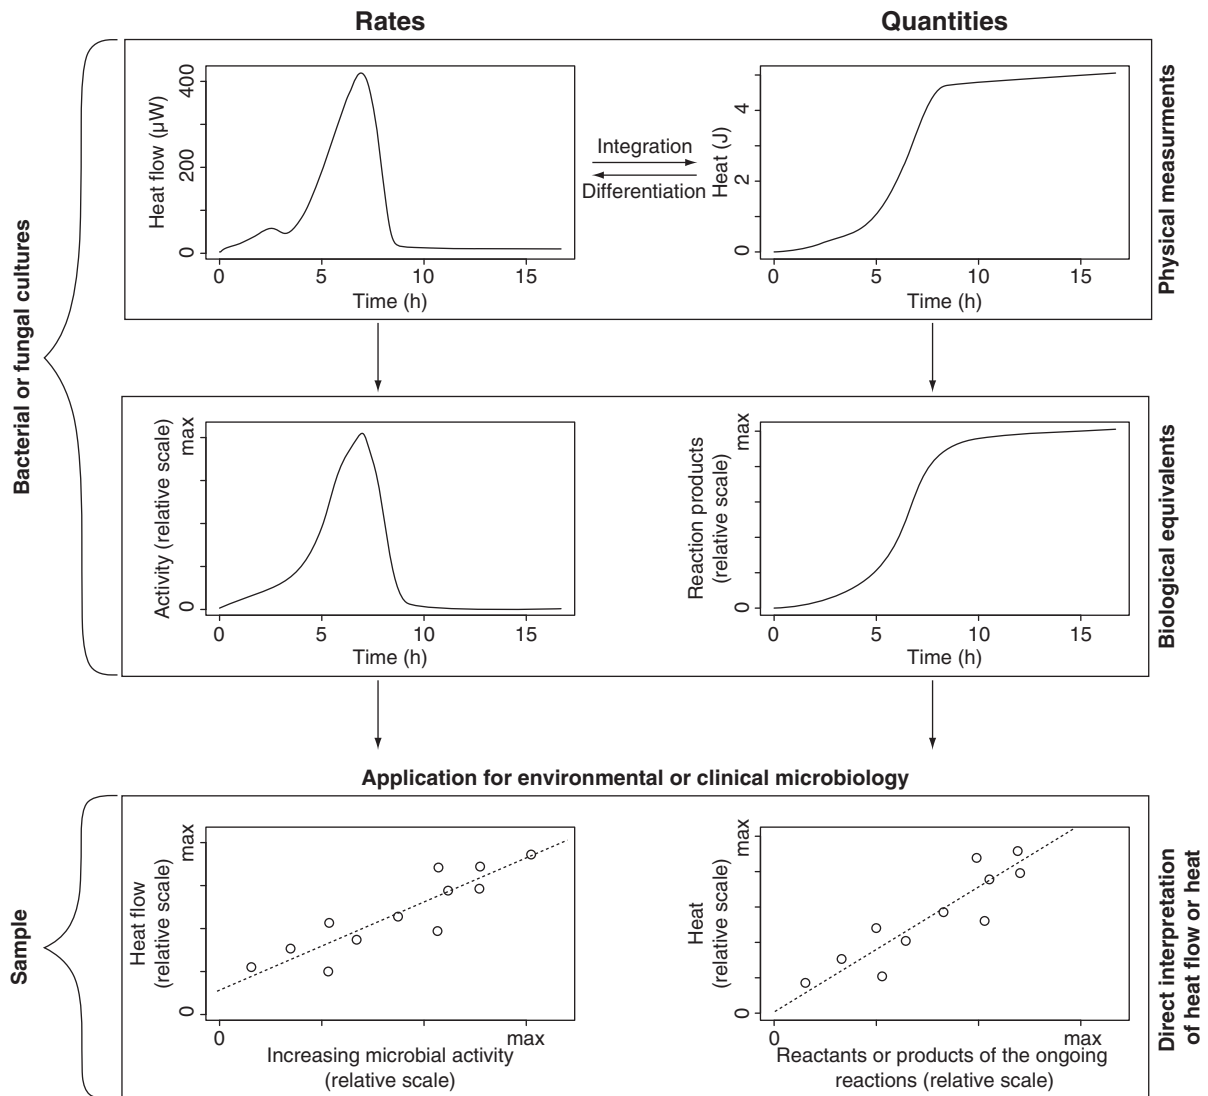 Rates
Quantities
Bacterial or fungal cultures
Heat flow (µW)
400
200
0
0 5 10 15
Time (h)
Integration
Differentiation
Heat (J)
4
2
0
0 5 10 15
Time (h)
Physical measurments
Activity (relative scale)
max
0
0 5 10 15
Time (h)
Reaction products
(relative scale)
max
0
0 5 10 15
Time (h)
Biological equivalents
Application for environmental or clinical microbiology
Sample
Heat flow
(relative scale)
max
0
0 max
Increasing microbial activity
(relative scale)
Heat
(relative scale)
max
0
0 max
Reactants or products of the ongoing
reactions (relative scale)
Direct interpretation
of heat flow or heat